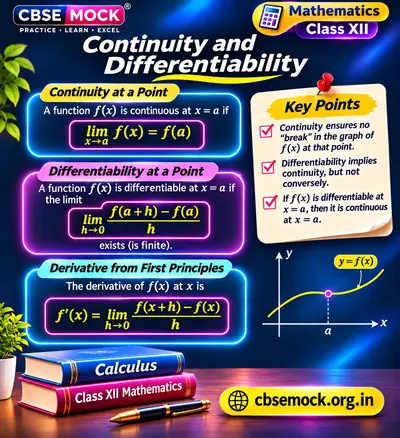 CBSE MOCK®
PRACTICE • LEARN • EXCEL
Mathematics
Class XII
Continuity and
Differentiability
Continuity at a Point
A function f(x) is continuous at x = a if
lim x→a f(x) = f(a)
Differentiability at a Point
A function f(x) is differentiable at x = a if
the limit
lim h→0 f(a+h) − f(a) / h
exists (is finite).
Derivative from First Principles
The derivative of f(x) at x is
f′(x) = lim h→0 f(x+h) − f(x) / h
Key Points
Continuity ensures no
"break" in the graph of
f(x) at that point.
Differentiability implies
continuity, but not
conversely.
If f(x) is differentiable at
x = a, then it is continuous
at x = a.
y
y = f(x)
a
x
Calculus
Class XII Mathematics
cbsemock.org.in